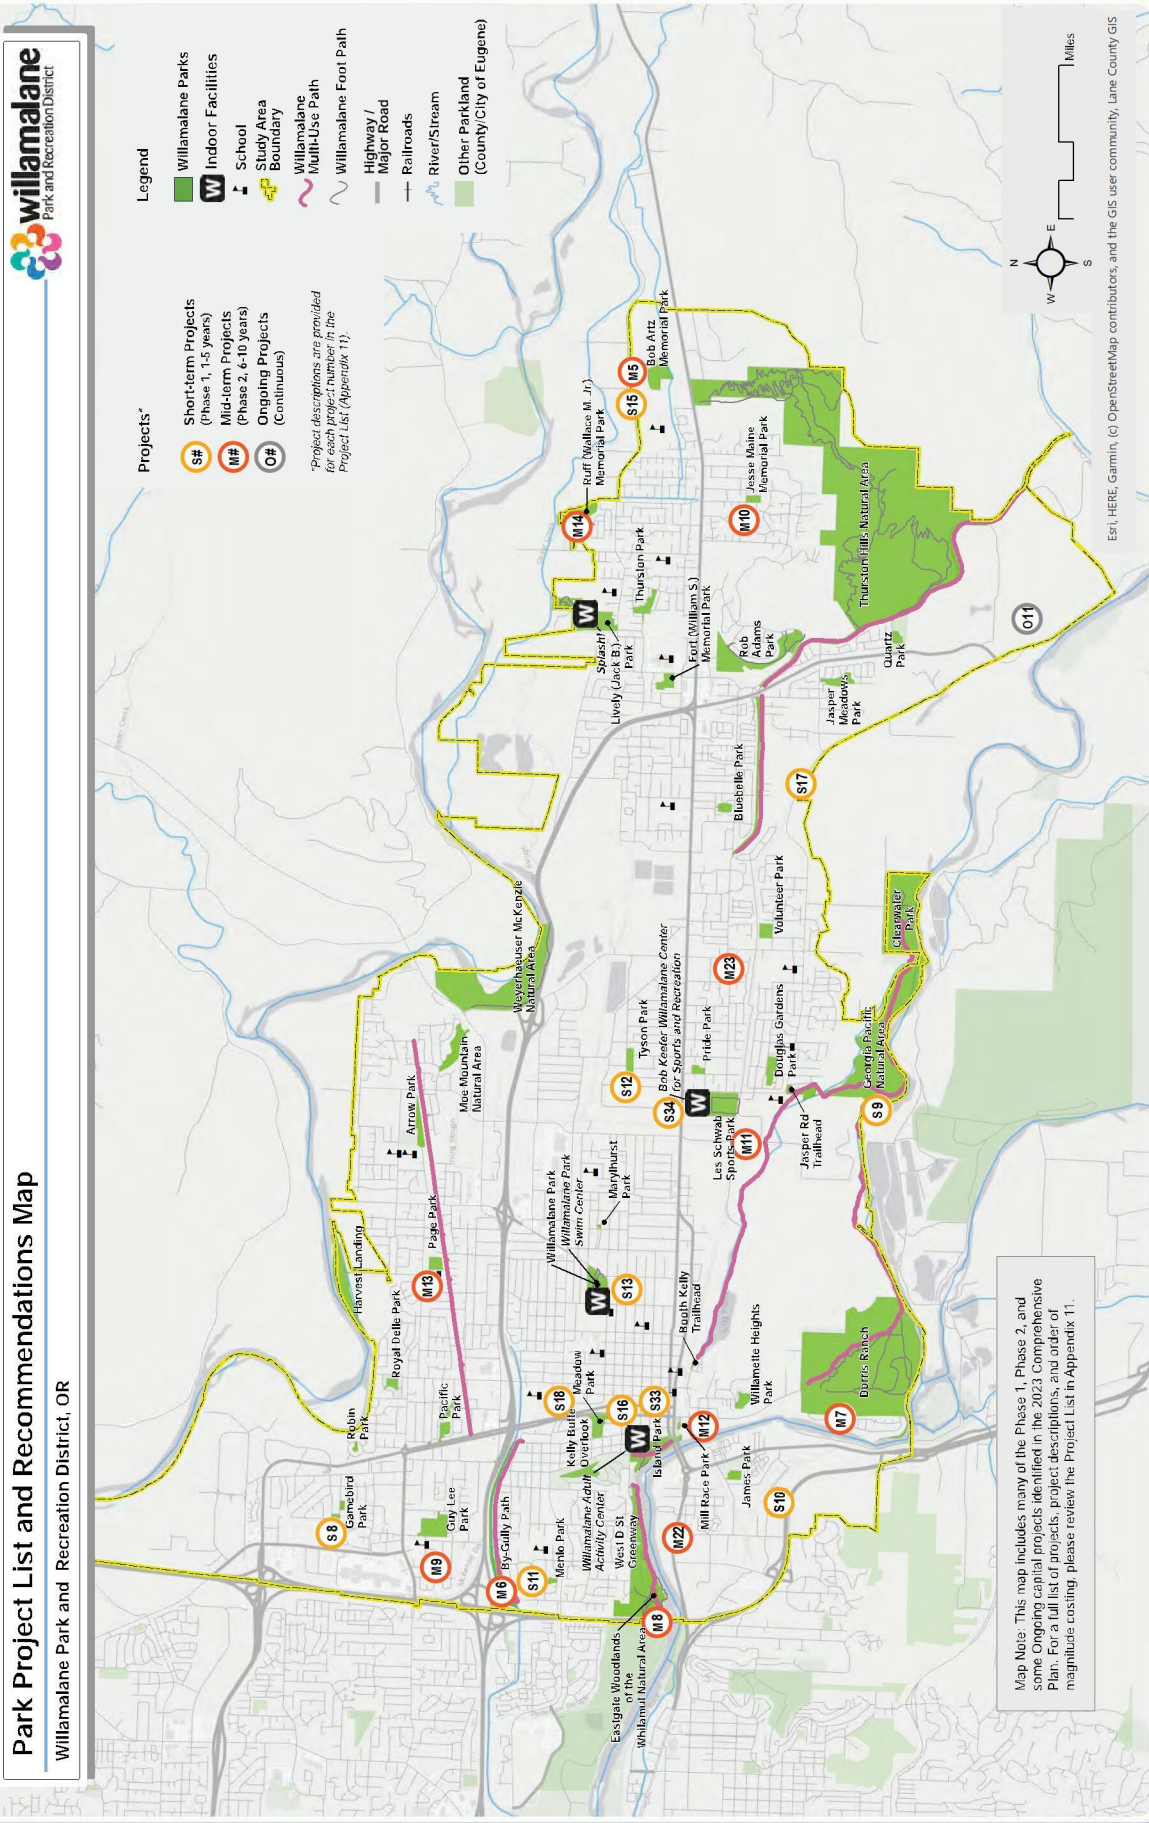 Park Project List and Recommendations Map
Willamalane Park and Recreation District, OR
willamalane
Park and Recreation District
Projects*
S#
Short-term Projects
(Phase 1, 1-5 years)
M#
Mid-term Projects
(Phase 2, 6-10 years)
O#
Ongoing Projects
(Continuous)
*Project descriptions are provided
for each project number in the
Project List (Appendix 11).
Legend
Willamalane Parks
W
Indoor Facilities
School
Study Area
Boundary
Willamalane
Multi-Use Path
Willamalane Foot Path
Highway /
Major Road
Railroads
River/Stream
Other Parkland
(County/City of Eugene)
S8
Gamebird
Park
Robin
Park
Harvest Landing
Royal Delle Park
M13
Page Park
Arrow Park
Moe Mountain
Natural Area
Weyerhaeuser McKenzie
Natural Area
M9
Guy Lee
Park
Pacific
Park
M6
By-Gully Path
S11
Menlo Park
S18
Kelly Butte
Overlook
Meadow
Park
S16
S33
W
Willamalane Adult
Activity Center
West D St.
Greenway
Island Park
M8
Eastgate Woodlands
of the
Whilamut Natural Area
Willamalane Park
Willamalane Park
Swim Center
W
S13
Marylhurst
Park
S12
Tyson Park
S34
Bob Keefer Willamalane Center
for Sports and Recreation
W
Pride Park
M23
Les Schwab
Sports Park
M11
Douglas Gardens
Park
Volunteer Park
Bluebelle Park
Jasper Rd
Trailhead
Booth Kelly
Trailhead
M12
Mill Race Park
M22
James Park
S10
Willamette Heights
Park
M7
Dorris Ranch
S9
Georgia Pacific
Natural Area
Clearwater
Park
S17
W
Splash!
Lively (Jack B.)
Park
Thurston Park
M14
Ruff (Wallace M. Jr.)
Memorial Park
S15
M5
Bob Artz
Memorial Park
Fort (William S.)
Memorial Park
M10
Jesse Maine
Memorial Park
Rob
Adams
Park
Thurston Hills Natural Area
Jasper
Meadows
Park
Quartz
Park
O11
Map Note: This map includes many of the Phase 1, Phase 2, and
some Ongoing capital projects identified in the 2023 Comprehensive
Plan. For a full list of projects, project descriptions, and order of
magnitude costing, please review the Project List in Appendix 11.
N
W
E
S
Miles
Esri, HERE, Garmin, (c) OpenStreetMap contributors, and the GIS user community, Lane County GIS